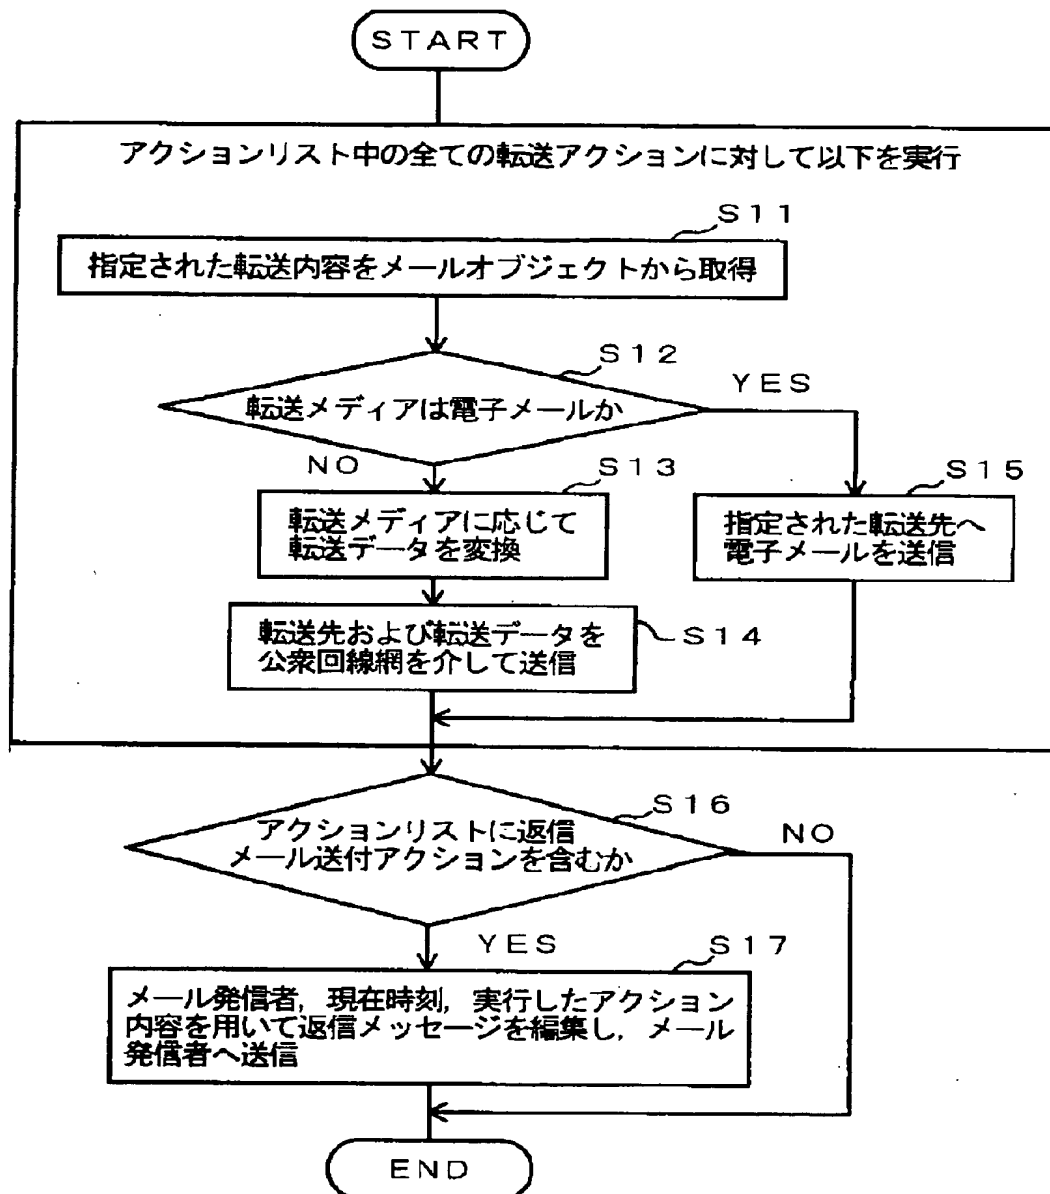 START
アクションリスト中の全ての転送アクションに対して以下を実行
S11
指定された転送内容をメールオブジェクトから取得
S12
転送メディアは電子メールか
YES
NO
S13
転送メディアに応じて
転送データを変換
S15
指定された転送先へ
電子メールを送信
S14
転送先および転送データを
公衆回線網を介して送信
S16
アクションリストに返信
メール送付アクションを含むか
NO
YES
S17
メール発信者，現在時刻，実行したアクション
内容を用いて返信メッセージを編集し，メール
発信者へ送信
END